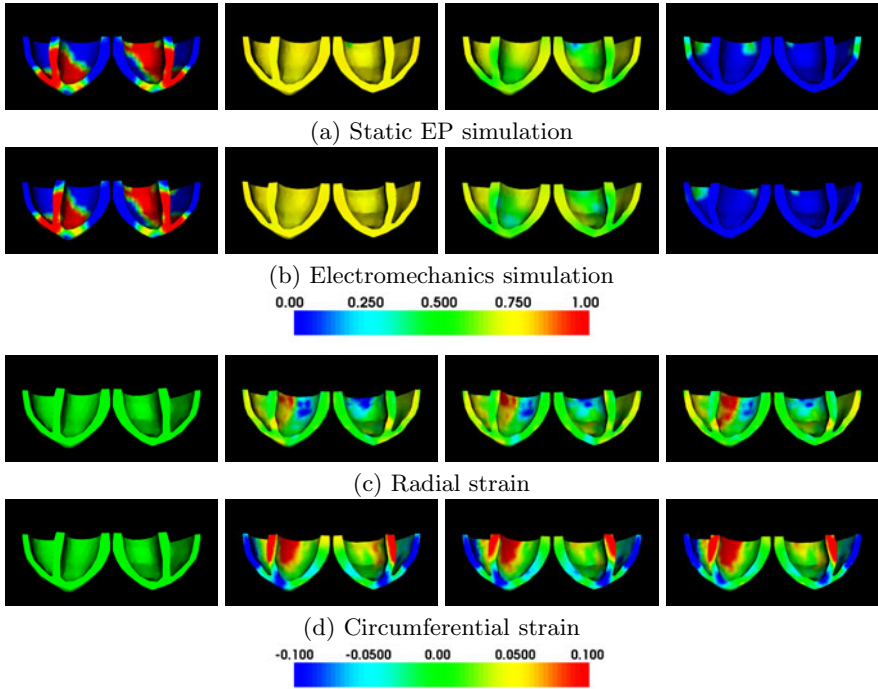 (a) Static EP simulation
(b) Electromechanics simulation
0.00 0.250 0.500 0.750 1.00
(c) Radial strain
(d) Circumferential strain
-0.100 -0.0500 0.00 0.0500 0.100